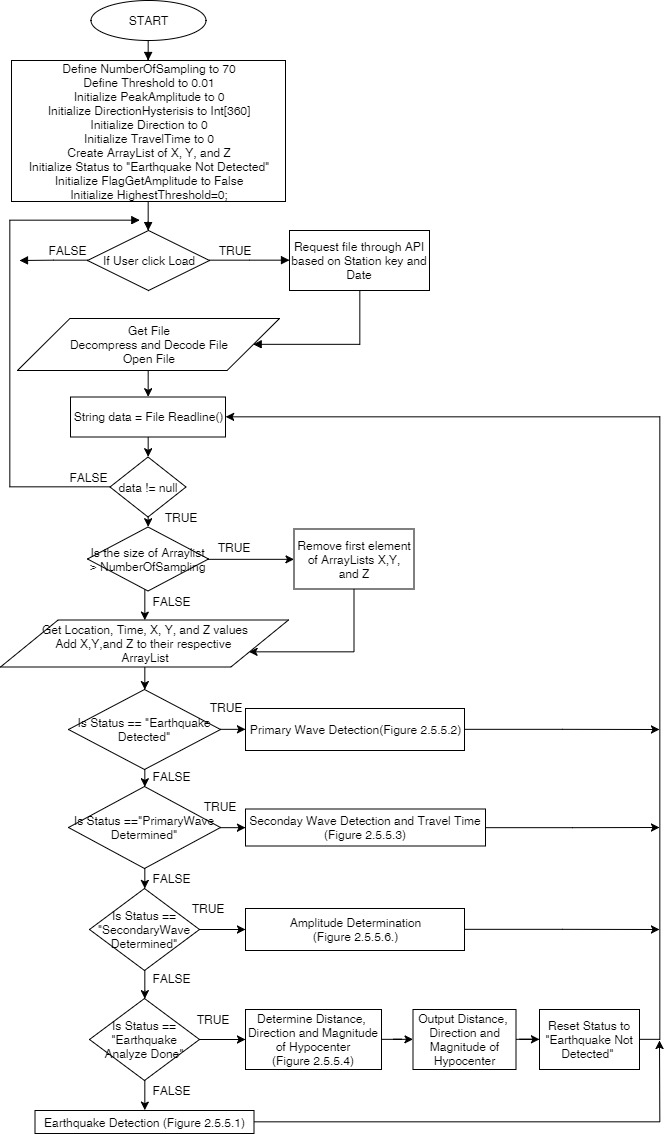 START
Define NumberOfSampling to 70
Define Threshold to 0.01
Initialize PeakAmplitude to 0
Initialize DirectionHysterisis to Int[360]
Initialize Direction to 0
Initialize TravelTime to 0
Create ArrayList of X, Y, and Z
Initialize Status to "Earthquake Not Detected"
Initialize FlagGetAmplitude to False
Initialize HighestThreshold=0;
FALSE
If User click Load
TRUE
Request file through API
based on Station key and
Date
Get File
Decompress and Decode File
Open File
String data = File Readline()
FALSE
data != null
TRUE
Is the size of Arraylist
> NumberOfSampling
TRUE
Remove first element
of ArrayLists X,Y,
and Z
FALSE
Get Location, Time, X, Y, and Z values
Add X,Y,and Z to their respective
ArrayList
Is Status == "Earthquake
Detected"
TRUE
Primary Wave Detection(Figure 2.5.5.2)
FALSE
Is Status =="PrimaryWave
Determined"
TRUE
Seconday Wave Detection and Travel Time
(Figure 2.5.5.3)
FALSE
Is Status ==
"SecondaryWave
Determined"
TRUE
Amplitude Determination
(Figure 2.5.5.6.)
FALSE
Is Status ==
"Earthquake
Analyze Done"
TRUE
Determine Distance,
Direction and Magnitude
of Hypocenter
(Figure 2.5.5.4)
Output Distance,
Direction and
Magnitude of
Hypocenter
Reset Status to
"Earthquake Not
Detected"
FALSE
Earthquake Detection (Figure 2.5.5.1)